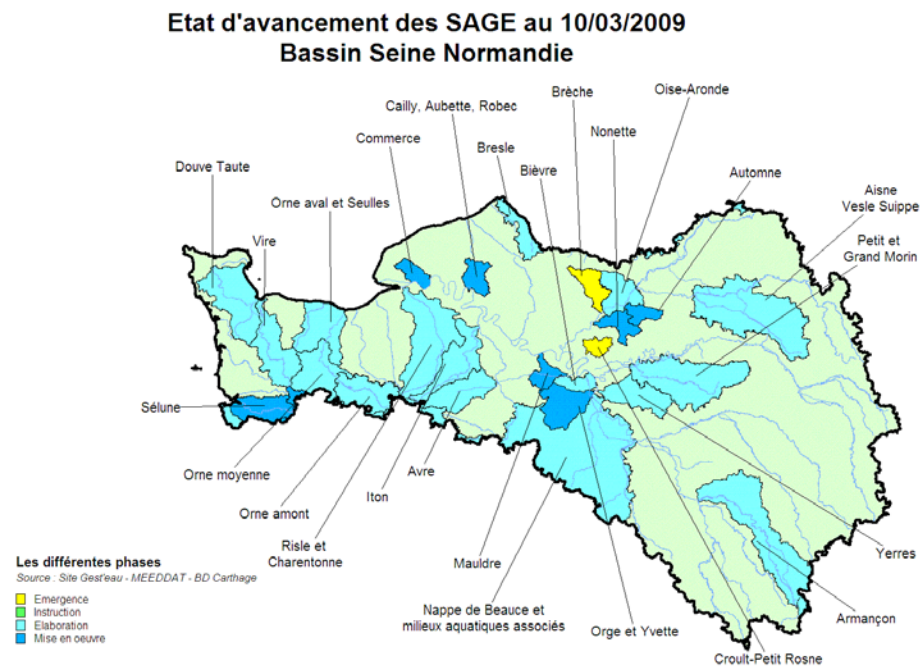 Etat d'avancement des SAGE au 10/03/2009
Bassin Seine Normandie
Brèche
Oise-Aronde
Cailly, Aubette, Robec
Nonette
Commerce
Bresle
Bièvre
Automne
Douve Taute
Aisne
Vesle Suippe
Orne aval et Seulles
Petit et
Grand Morin
Vire
Sélune
Orne moyenne
Avre
Iton
Orne amont
Risle et
Charentonne
Mauldre
Yerres
Nappe de Beauce et
milieux aquatiques associés
Orge et Yvette
Armançon
Croult-Petit Rosne
Les différentes phases
Source : Site Gest'eau - MEEDDAT - BD Carthage
Emergence
Instruction
Elaboration
Mise en oeuvre